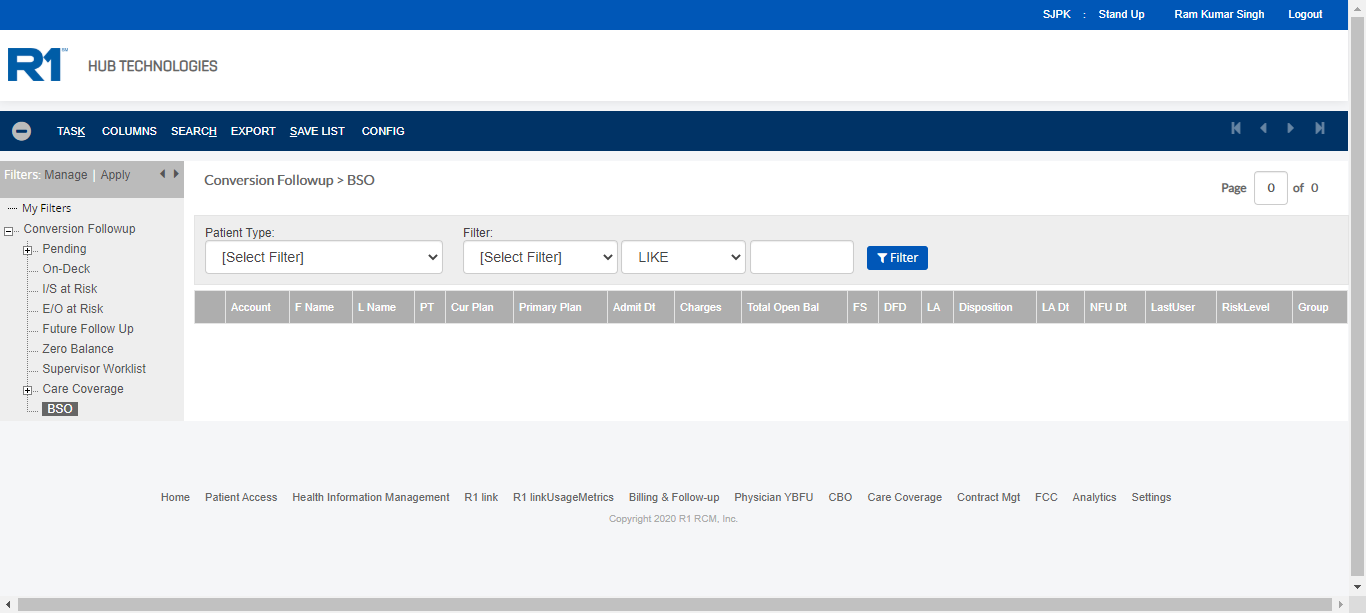 SJPK : Stand Up Ram Kumar Singh Logout
R1 SM HUB TECHNOLOGIES
TASK COLUMNS SEARCH EXPORT SAVE LIST CONFIG
Filters: Manage | Apply
Conversion Followup > BSO
Page 0 of 0
My Filters
Conversion Followup
Pending
On-Deck
I/S at Risk
E/O at Risk
Future Follow Up
Zero Balance
Supervisor Worklist
Care Coverage
BSO
Patient Type: Filter:
[Select Filter] [Select Filter] LIKE Filter
Account F Name L Name PT Cur Plan Primary Plan Admit Dt Charges Total Open Bal FS DFD LA Disposition LA Dt NFU Dt LastUser RiskLevel Group
Home Patient Access Health Information Management R1 link R1 linkUsageMetrics Billing & Follow-up Physician YBFU CBO Care Coverage Contract Mgt FCC Analytics Settings
Copyright 2020 R1 RCM, Inc.